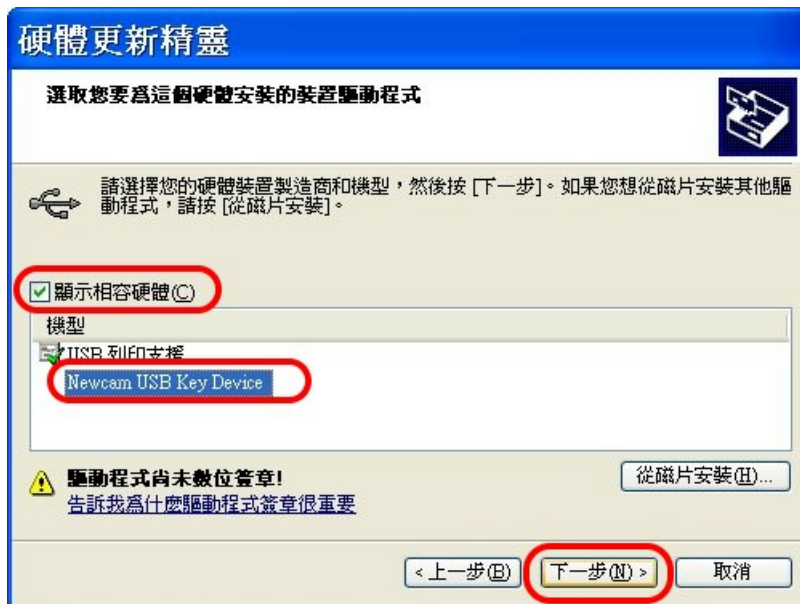 硬體更新精靈
選取您要為這個硬體安裝的裝置驅動程式
請選擇您的硬體裝置製造商和機型，然後按 [下一步]。如果您想從磁片安裝其他驅
動程式，請按 [從磁片安裝]。
顯示相容硬體(C)
機型
USB 列印支援
Newcam USB Key Device
驅動程式尚未數位簽章!
告訴我為什麼驅動程式簽章很重要
從磁片安裝(H)...
< 上一步(B)
下一步(N) >
取消